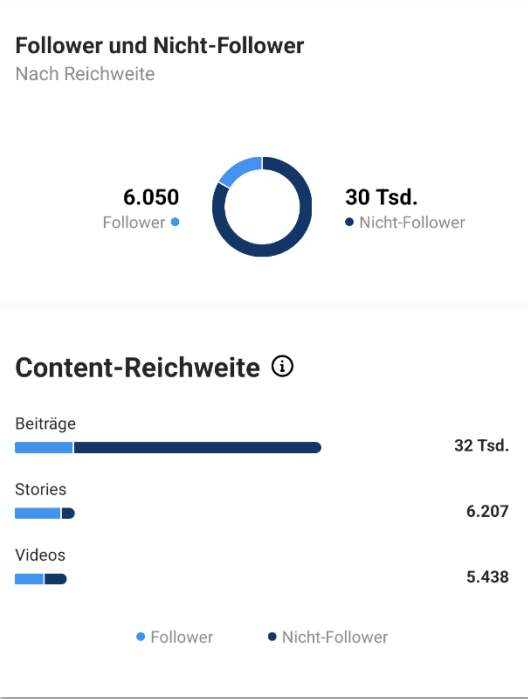 Follower und Nicht-Follower
Nach Reichweite
6.050
Follower
30 Tsd.
Nicht-Follower
Content-Reichweite
Beiträge
32 Tsd.
Stories
6.207
Videos
5.438
Follower
Nicht-Follower